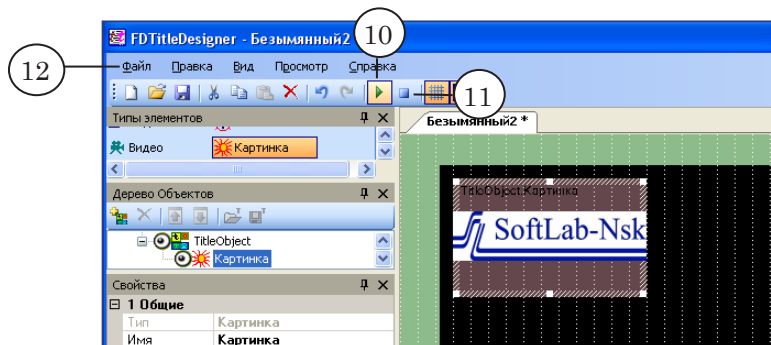 FDTitleDesigner - Безымянный2
10
12
Файл Правка Вид Просмотр Справка
11
Типы элементов
Безымянный2 *
Видео Картинка
TitleObject.Картинка
Дерево Объектов
SoftLab-Nsk
TitleObject
Картинка
Свойства
1 Общие
Тип Картинка
Имя Картинка